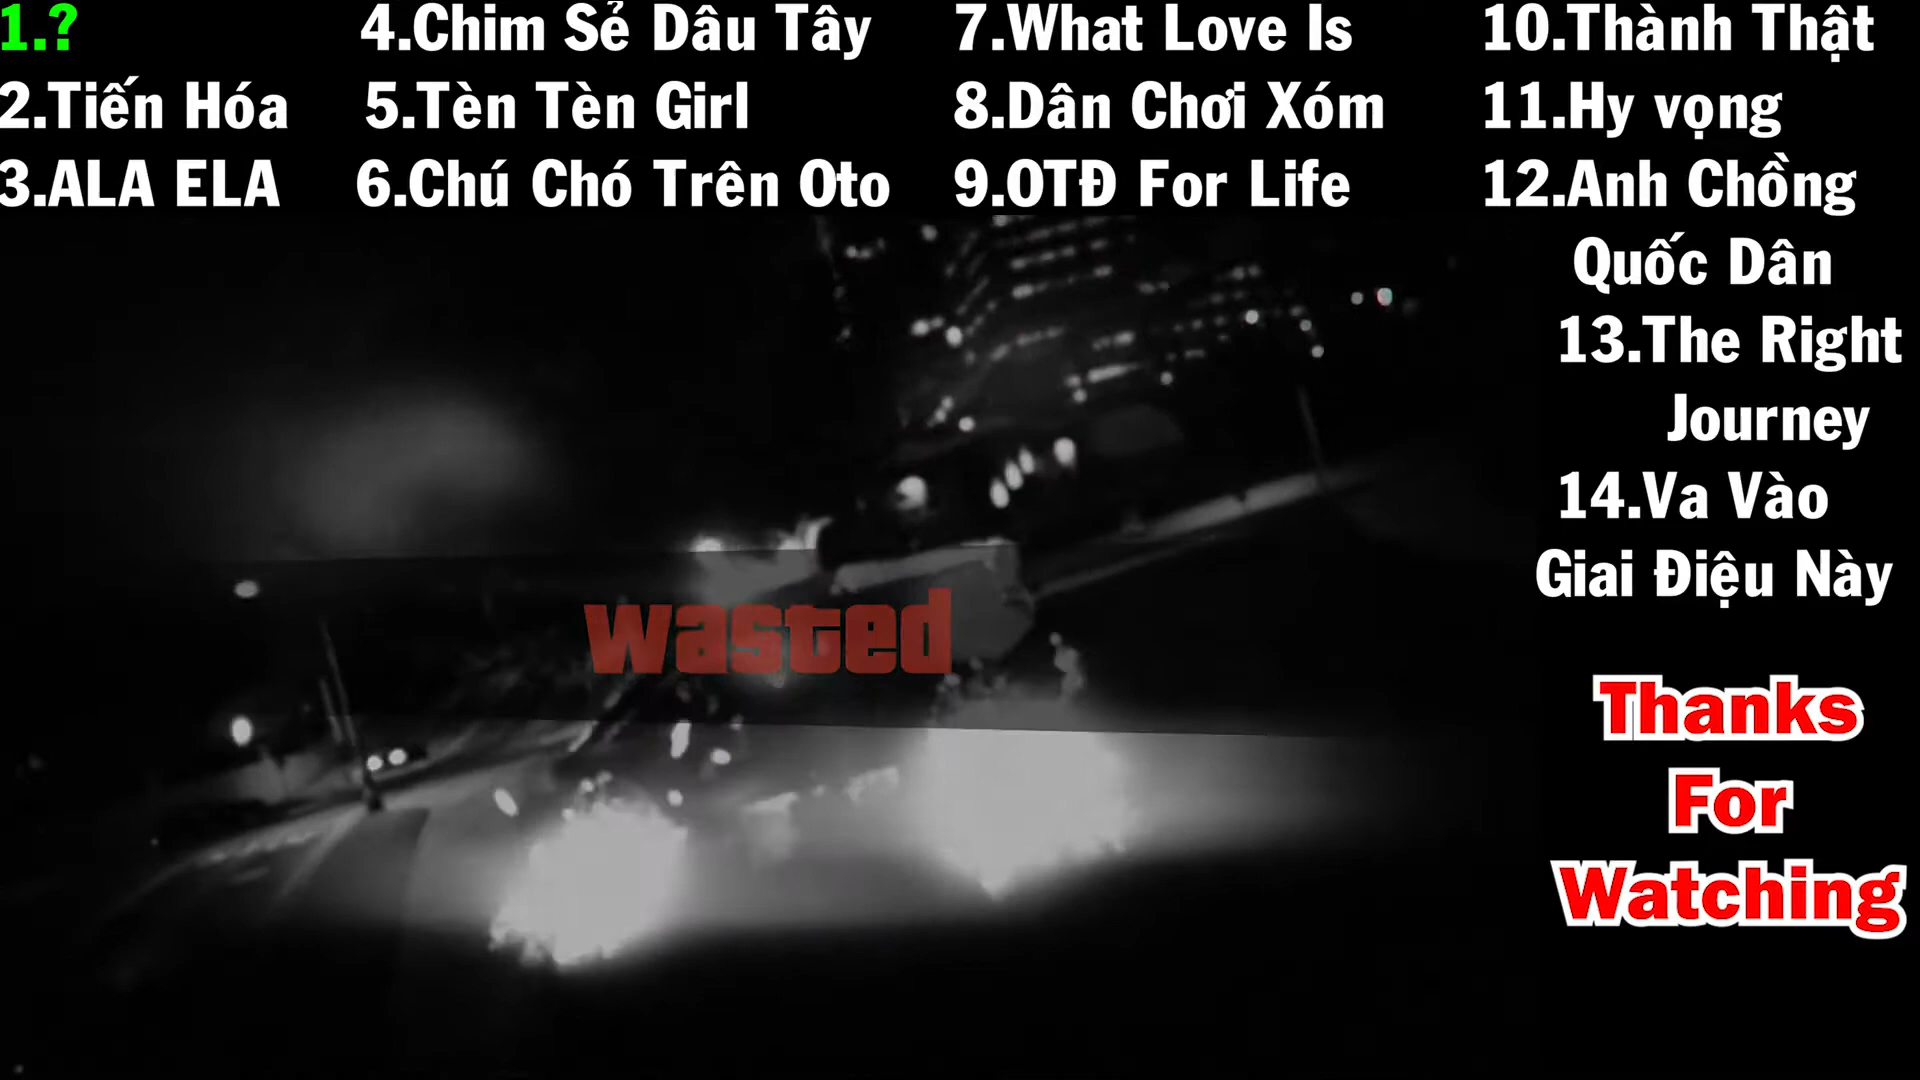 1.?
2.Tiến Hóa
3.ALA ELA
4.Chim Sẻ Dâu Tây
5.Tèn Tèn Girl
6.Chú Chó Trên Oto
7.What Love Is
8.Dân Chơi Xóm
9.OTĐ For Life
10.Thành Thật
11.Hy vọng
12.Anh Chồng
Quốc Dân
13.The Right
Journey
14.Va Vào
Giai Điệu Này
wasted
Thanks
For
Watching